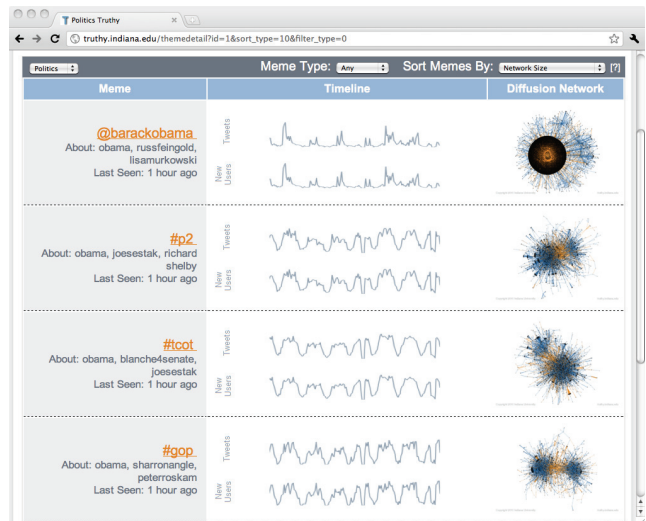 Politics Truthy
truthy.indiana.edu/themedetail?id=1&sort_type=10&filter_type=0
Politics Meme Type: Any Sort Memes By: Network Size [?]
Meme Timeline Diffusion Network
@barackobama
About: obama, russfeingold,
lisamurkowski
Last Seen: 1 hour ago
Tweets
New
Users
#p2
About: obama, joesestak, richard
shelby
Last Seen: 1 hour ago
Tweets
New
Users
#tcot
About: obama, blanche4senate,
joesestak
Last Seen: 1 hour ago
Tweets
New
Users
#gop
About: obama, sharronangle,
peterroskam
Last Seen: 1 hour ago
Tweets
New
Users